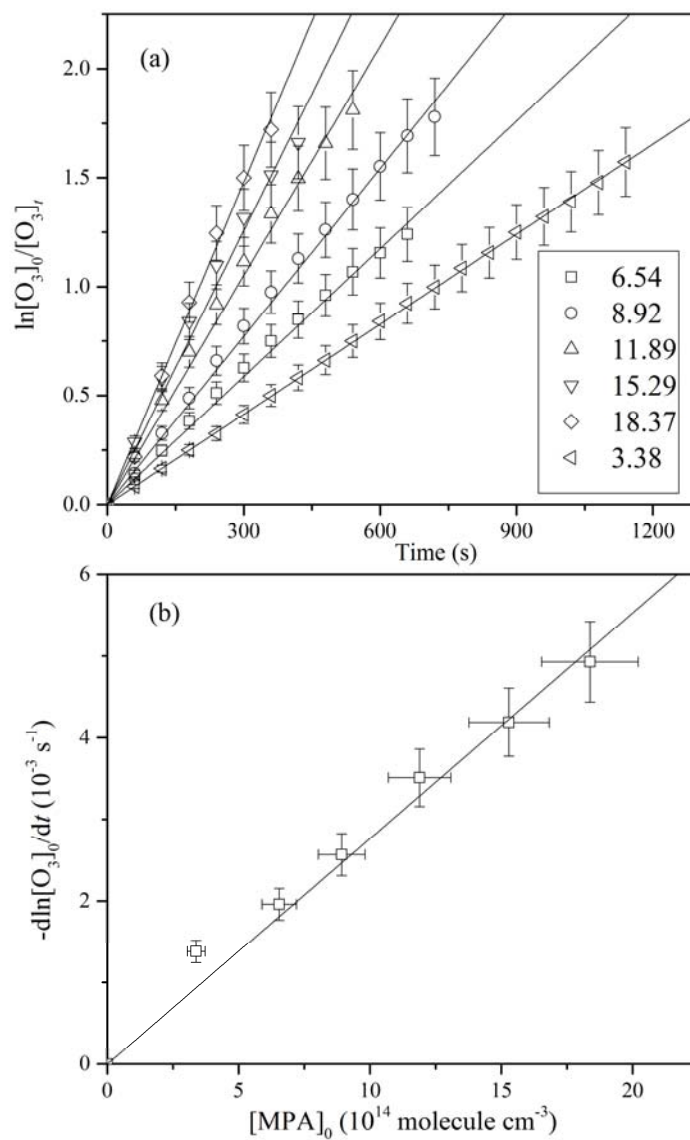 (a)
ln[O₃]₀/[O₃]ₜ
2.0
1.5
1.0
0.5
0.0
6.54
8.92
11.89
15.29
18.37
3.38
0 300 600 900 1200
Time (s)
(b)
-dln[O₃]₀/dt (10⁻³ s⁻¹)
6
4
2
0
0 5 10 15 20
[MPA]₀ (10¹⁴ molecule cm⁻³)